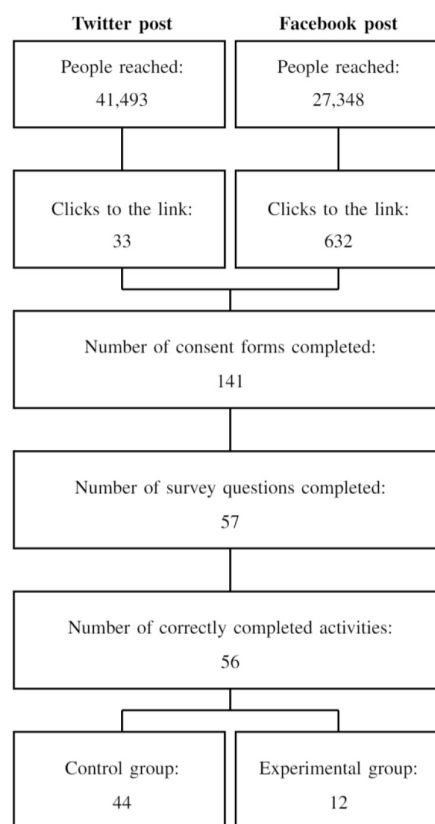 Twitter post
Facebook post
People reached:
41,493
People reached:
27,348
Clicks to the link:
33
Clicks to the link:
632
Number of consent forms completed:
141
Number of survey questions completed:
57
Number of correctly completed activities:
56
Control group:
44
Experimental group:
12